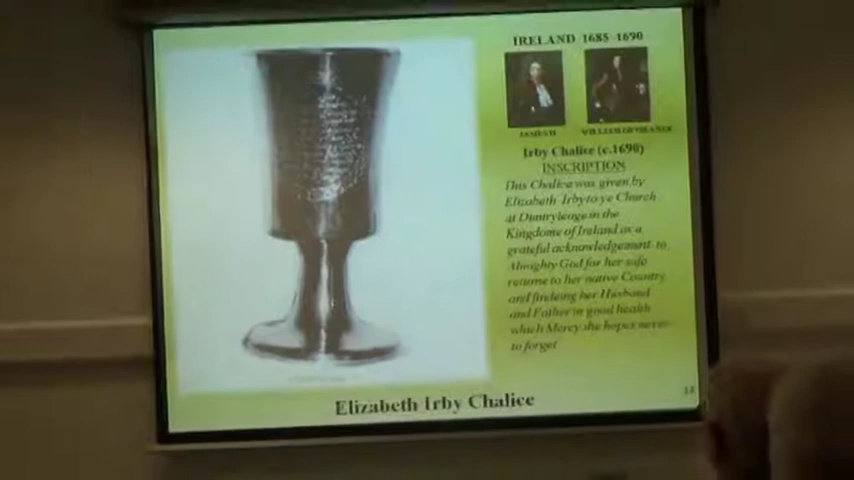 IRELAND 1685-1690
JAMES II
WILLIAM OF ORANGE
Irby Chalice (c.1690)
INSCRIPTION
This Chalice was given by
Elizabeth Irby to ye Church
at Dunnryleage in the
Kingdome of Ireland as a
grateful acknowledgement to
Almighty God for her safe
returne to her native Country
and findeing her Husband
and Father in good health
which Mercy she hopes never
to forget
Elizabeth Irby Chalice